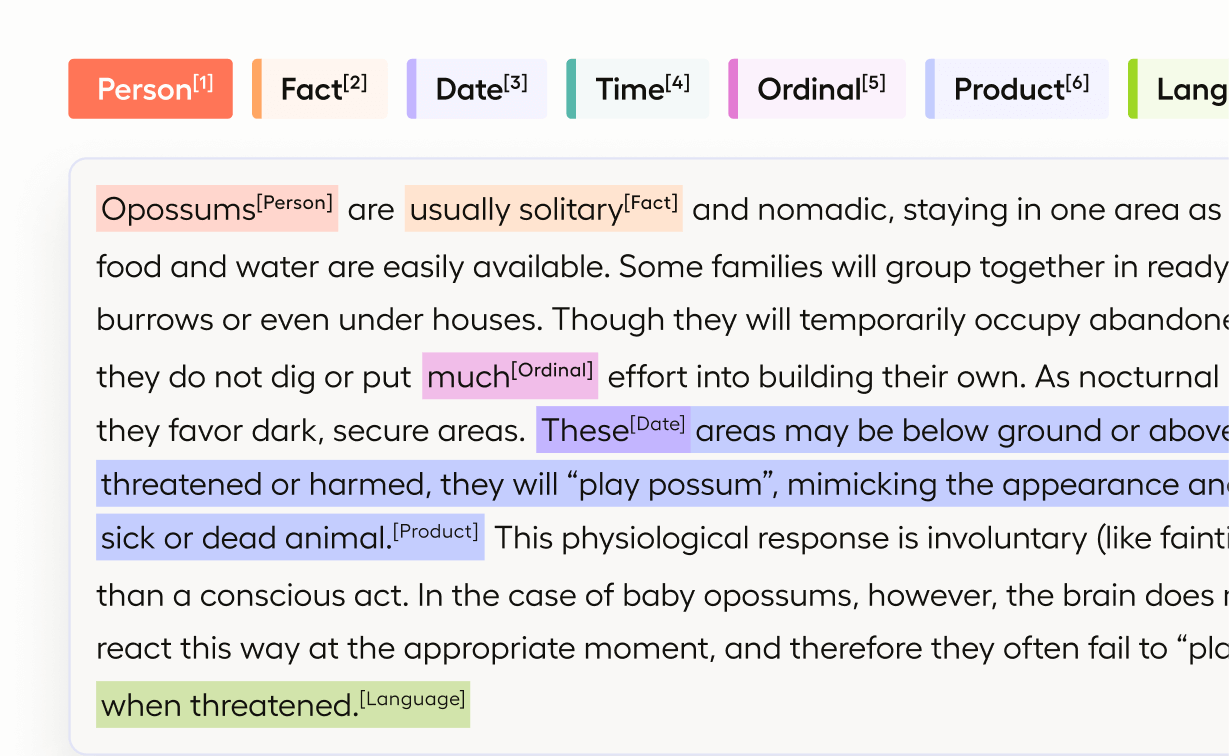 Person[1] Fact[2] Date[3] Time[4] Ordinal[5] Product[6] Lang
Opossums[Person] are usually solitary[Fact] and nomadic, staying in one area as
food and water are easily available. Some families will group together in ready
burrows or even under houses. Though they will temporarily occupy abandone
they do not dig or put much[Ordinal] effort into building their own. As nocturnal
they favor dark, secure areas. These[Date] areas may be below ground or above
threatened or harmed, they will “play possum”, mimicking the appearance an
sick or dead animal.[Product] This physiological response is involuntary (like fainti
than a conscious act. In the case of baby opossums, however, the brain does
react this way at the appropriate moment, and therefore they often fail to “pla
when threatened.[Language]